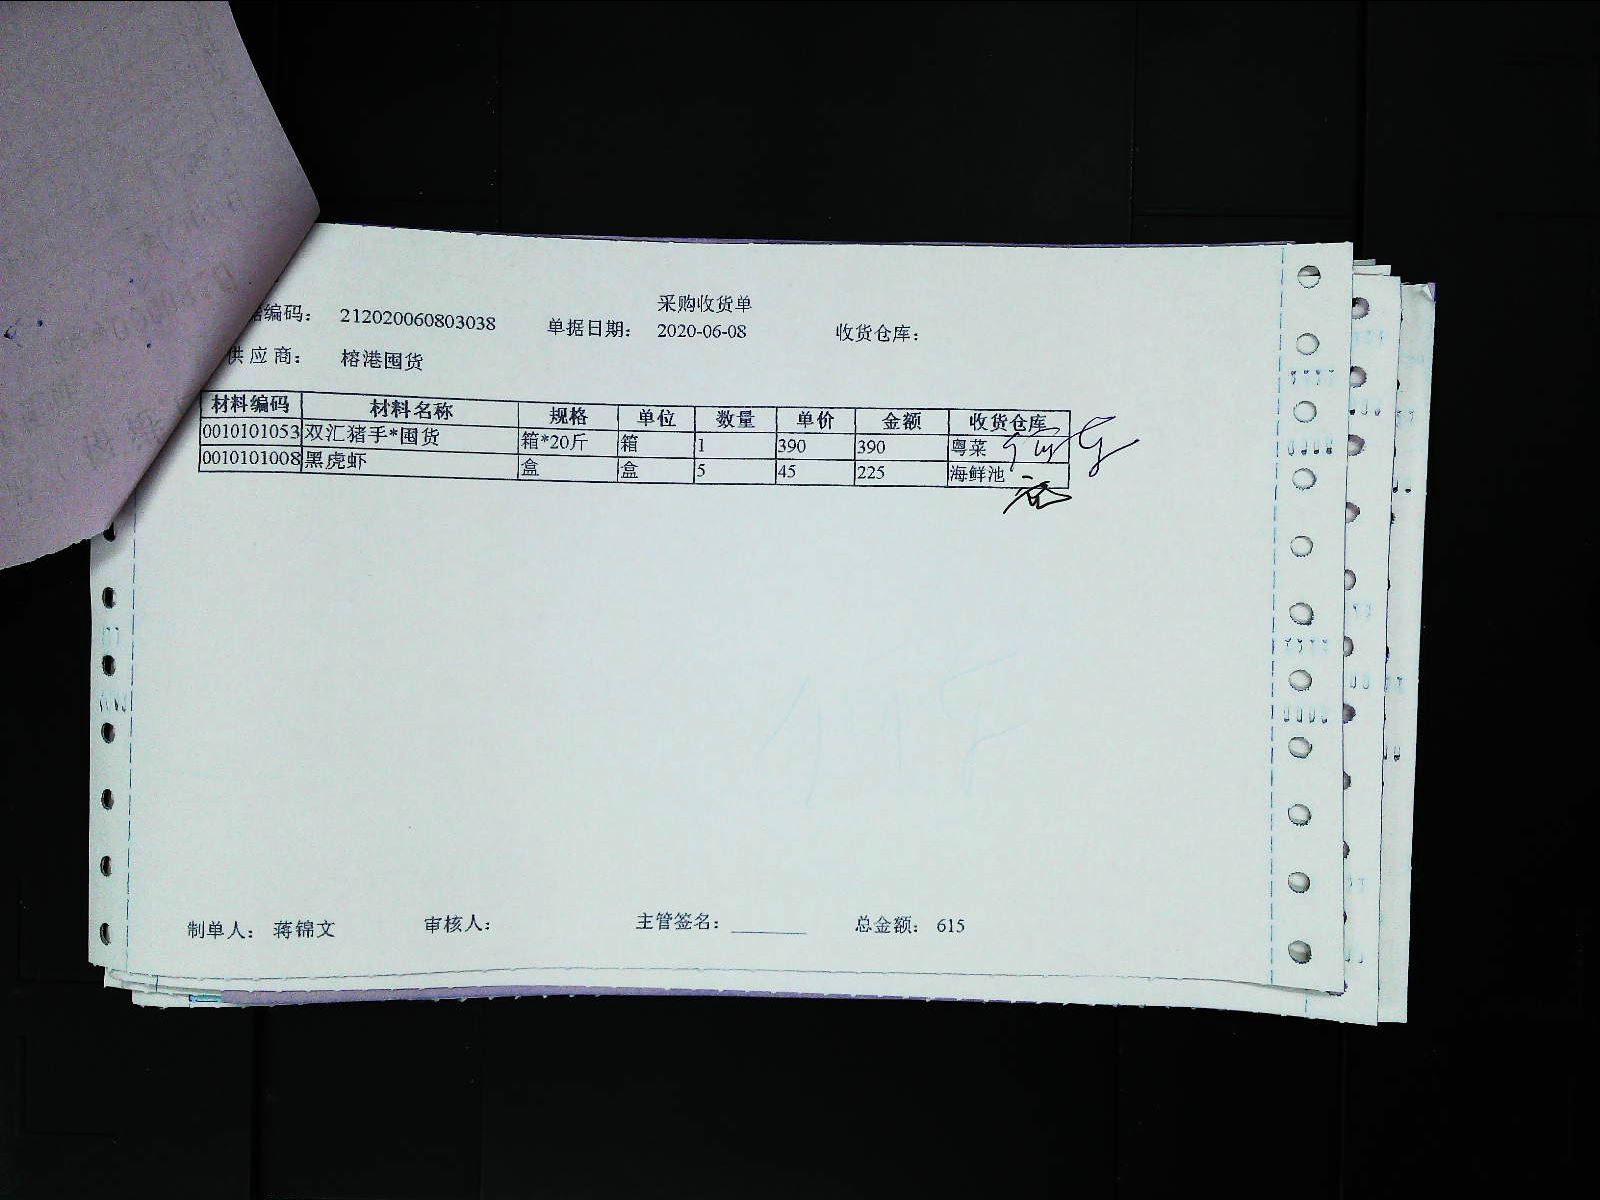 采购收货单
据编码： 212020060803038 单据日期： 2020-06-08 收货仓库：
供应商： 榕港囤货
材料编码 材料名称 规格 单位 数量 单价 金额 收货仓库
0010101053 双汇猪手*囤货 箱*20斤 箱 1 390 390 粤菜
0010101008 黑虎虾 盒 盒 5 45 225 海鲜池
制单人： 蒋锦文 审核人： 主管签名： 总金额： 615